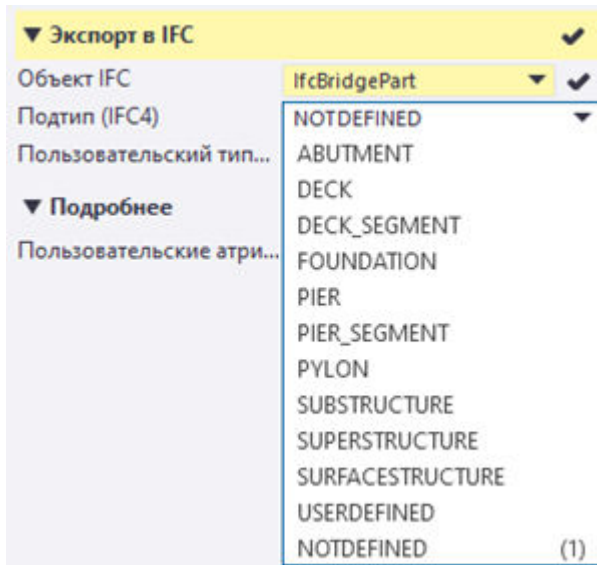 Экспорт в IFC
Объект IFC IfcBridgePart
Подтип (IFC4) NOTDEFINED
Пользовательский тип... ABUTMENT
DECK
Подробнее
DECK_SEGMENT
Пользовательские атри... FOUNDATION
PIER
PIER_SEGMENT
PYLON
SUBSTRUCTURE
SUPERSTRUCTURE
SURFACESTRUCTURE
USERDEFINED
NOTDEFINED (1)